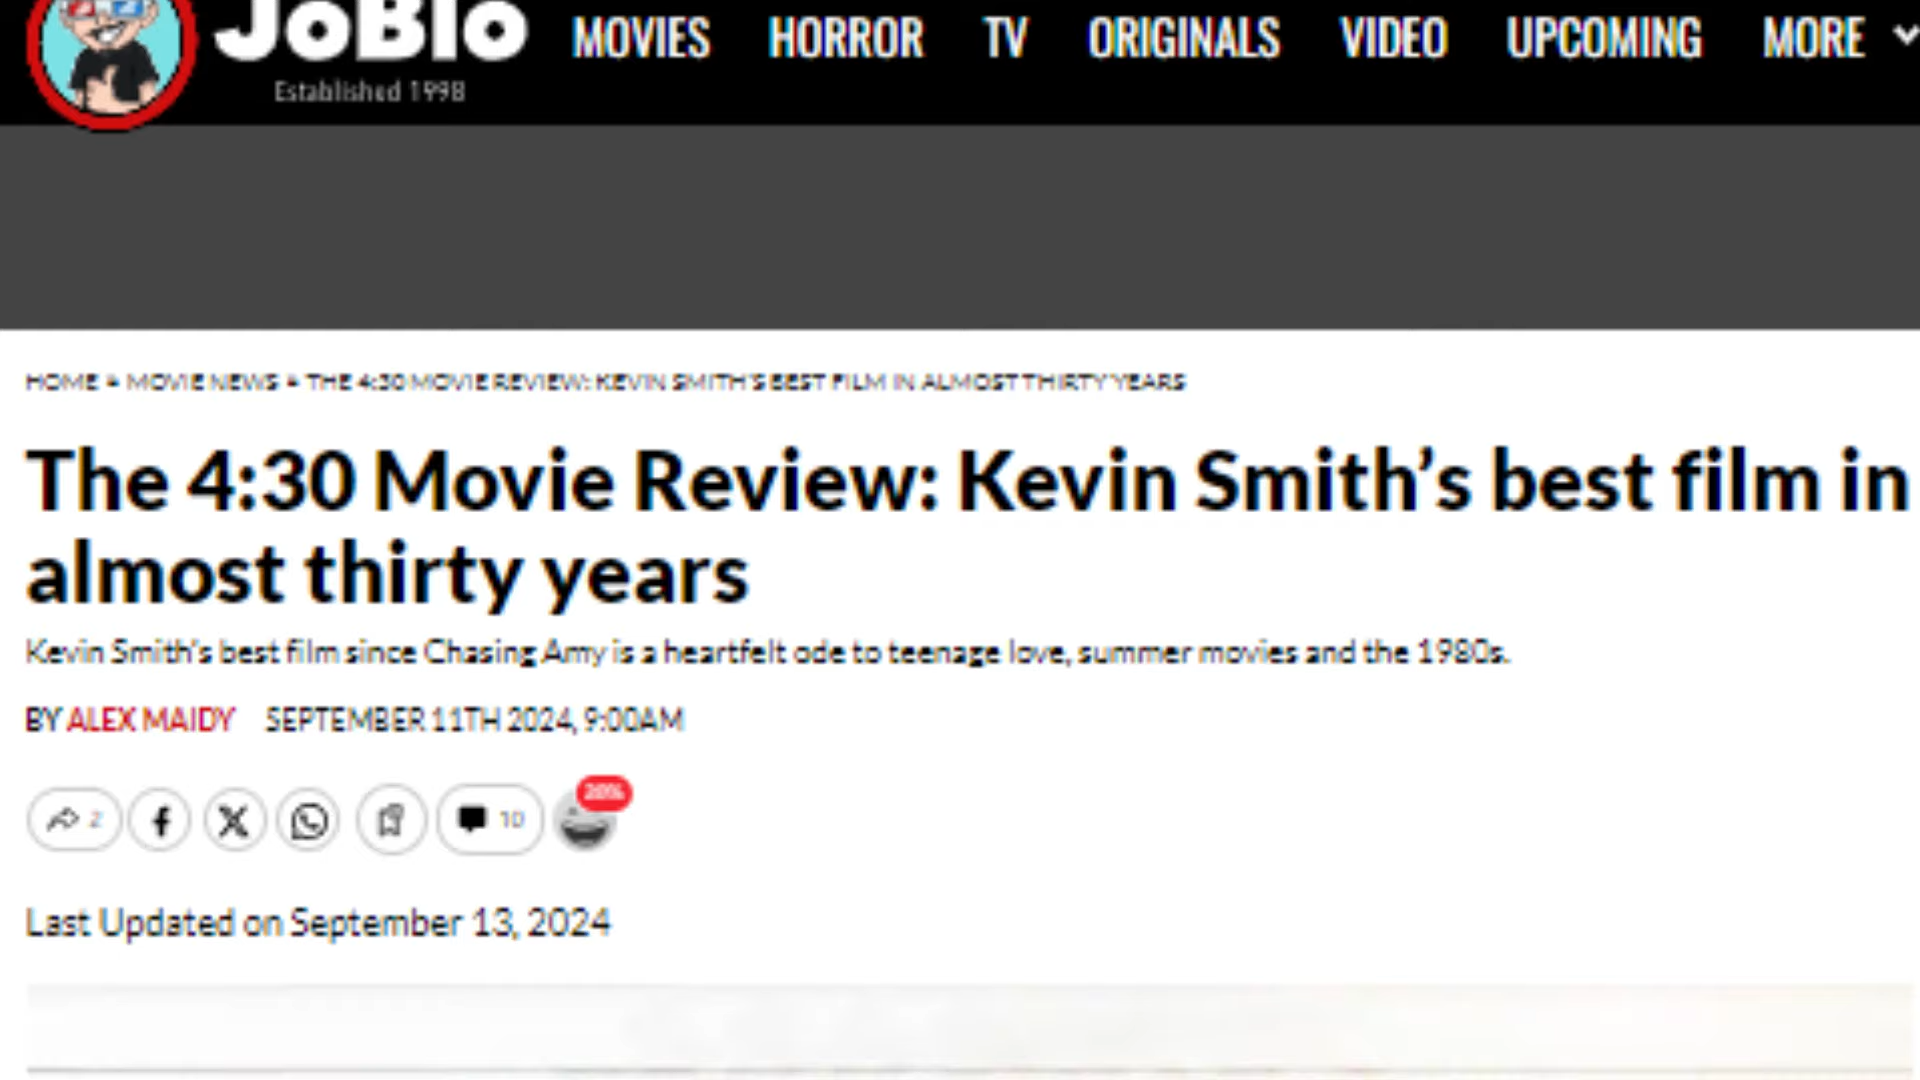 JoBlo
Established 1998
MOVIES HORROR TV ORIGINALS VIDEO UPCOMING MORE
HOME » MOVIE NEWS » THE 4:30 MOVIE REVIEW: KEVIN SMITH'S BEST FILM IN ALMOST THIRTY YEARS
The 4:30 Movie Review: Kevin Smith’s best film in
almost thirty years
Kevin Smith's best film since Chasing Amy is a heartfelt ode to teenage love, summer movies and the 1980s.
BY ALEX MAIDY SEPTEMBER 11TH 2024, 9:00AM
2 10
Last Updated on September 13, 2024